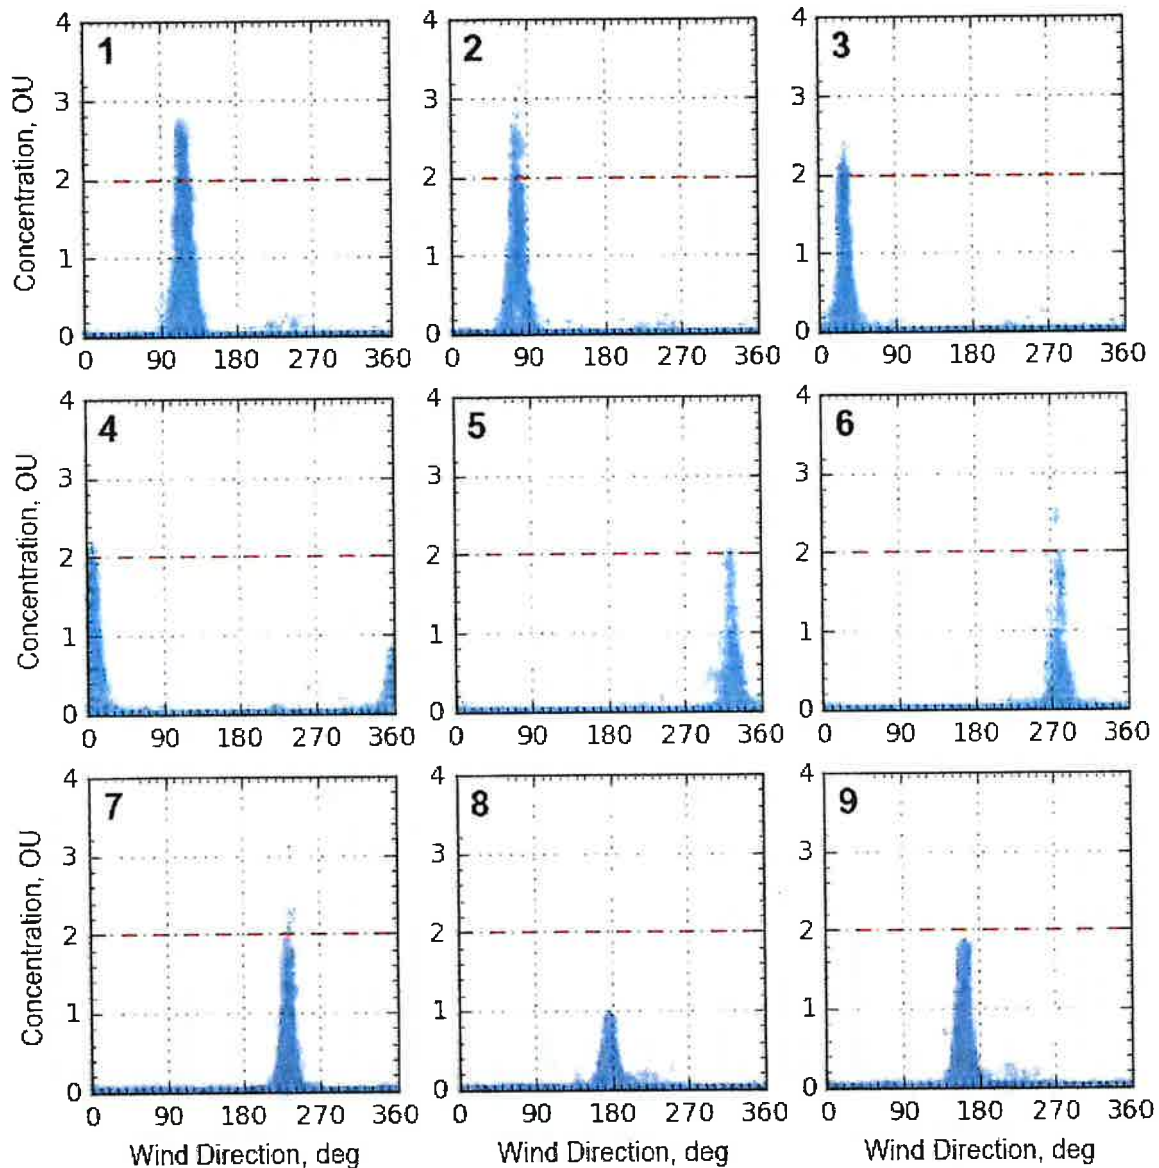 4 1 4 2 4 3
3 3 3
2 2 2
1 1 1
0 0 0
0 90 180 270 360 0 90 180 270 360 0 90 180 270 360
Concentration, OU
4 4 4 5 4 6
3 3 3
2 2 2
1 1 1
0 0 0
0 90 180 270 360 0 90 180 270 360 0 90 180 270 360
Concentration, OU
4 7 4 8 4 9
3 3 3
2 2 2
1 1 1
0 0 0
0 90 180 270 360 0 90 180 270 360 0 90 180 270 360
Concentration, OU
Wind Direction, deg Wind Direction, deg Wind Direction, deg